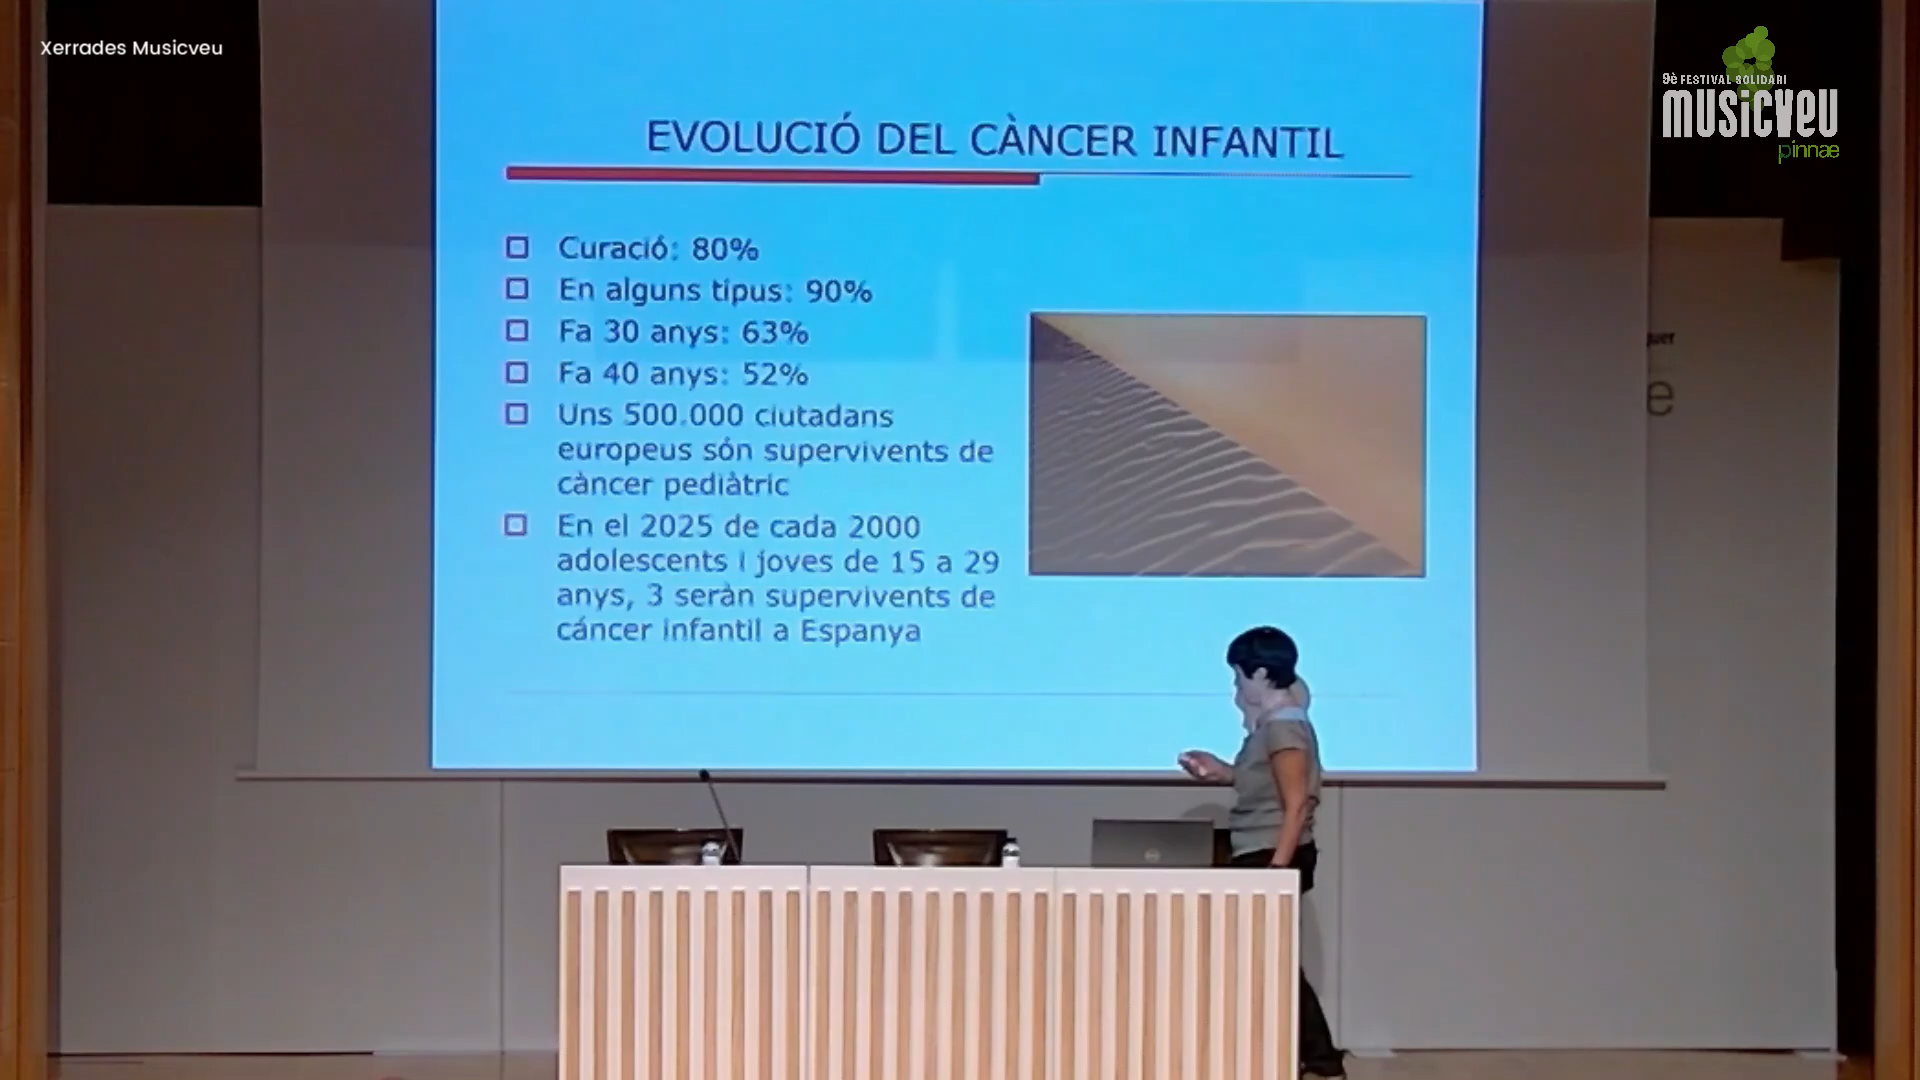 Xerrades Musicveu
9è FESTIVAL SOLIDARI
musicveu
pinnae
EVOLUCIÓ DEL CÀNCER INFANTIL
Curació: 80%
En alguns tipus: 90%
Fa 30 anys: 63%
Fa 40 anys: 52%
Uns 500.000 ciutadans
europeus són supervivents de
càncer pediàtric
En el 2025 de cada 2000
adolescents i joves de 15 a 29
anys, 3 seràn supervivents de
cáncer infantil a Espanya